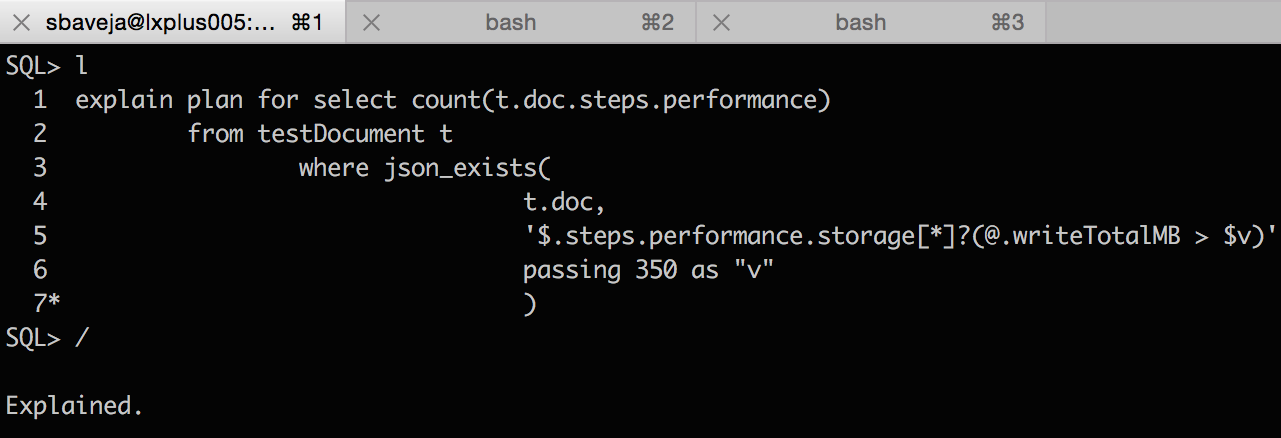 × sbaveja@lxplus005:... ⌘1 × bash ⌘2 × bash ⌘3
SQL> l
1 explain plan for select count(t.doc.steps.performance)
2 from testDocument t
3 where json_exists(
4 t.doc,
5 '$.steps.performance.storage[*]?(@.writeTotalMB > $v)'
6 passing 350 as "v"
7* )
SQL> /
Explained.